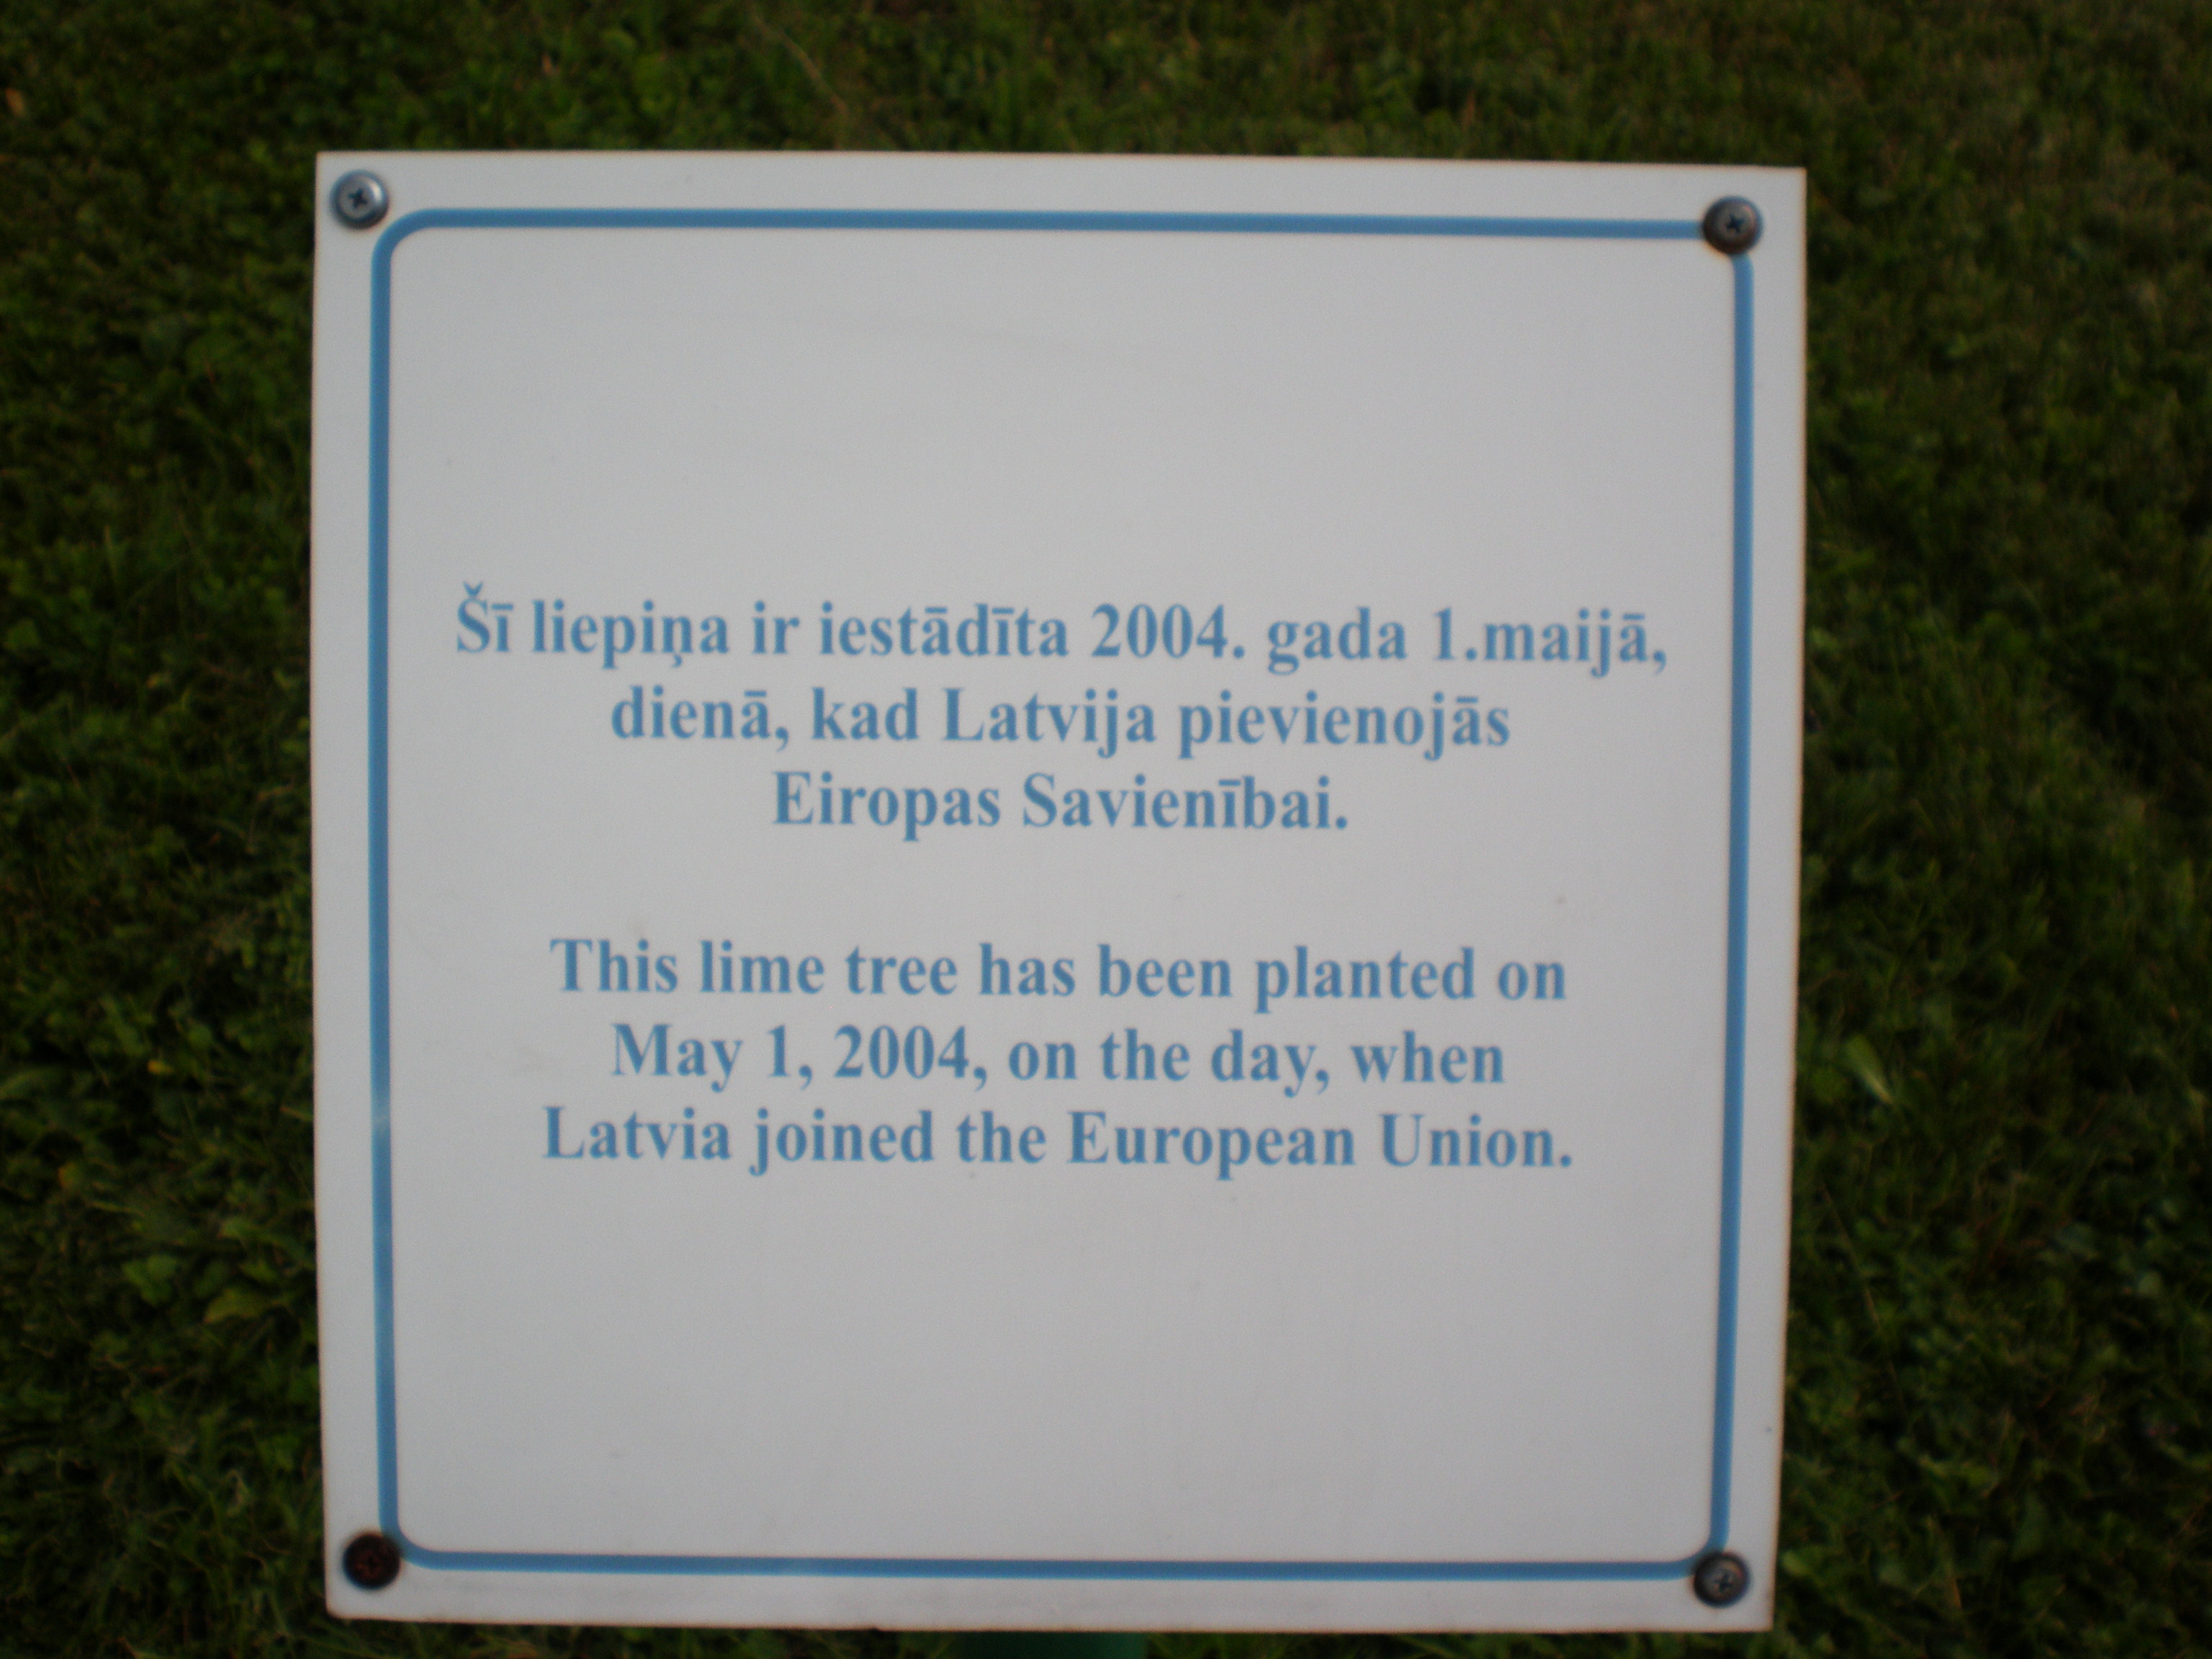 Šī liepiņa ir iestādīta 2004. gada 1.maijā,
dienā, kad Latvija pievienojās
Eiropas Savienībai.
This lime tree has been planted on
May 1, 2004, on the day, when
Latvia joined the European Union.